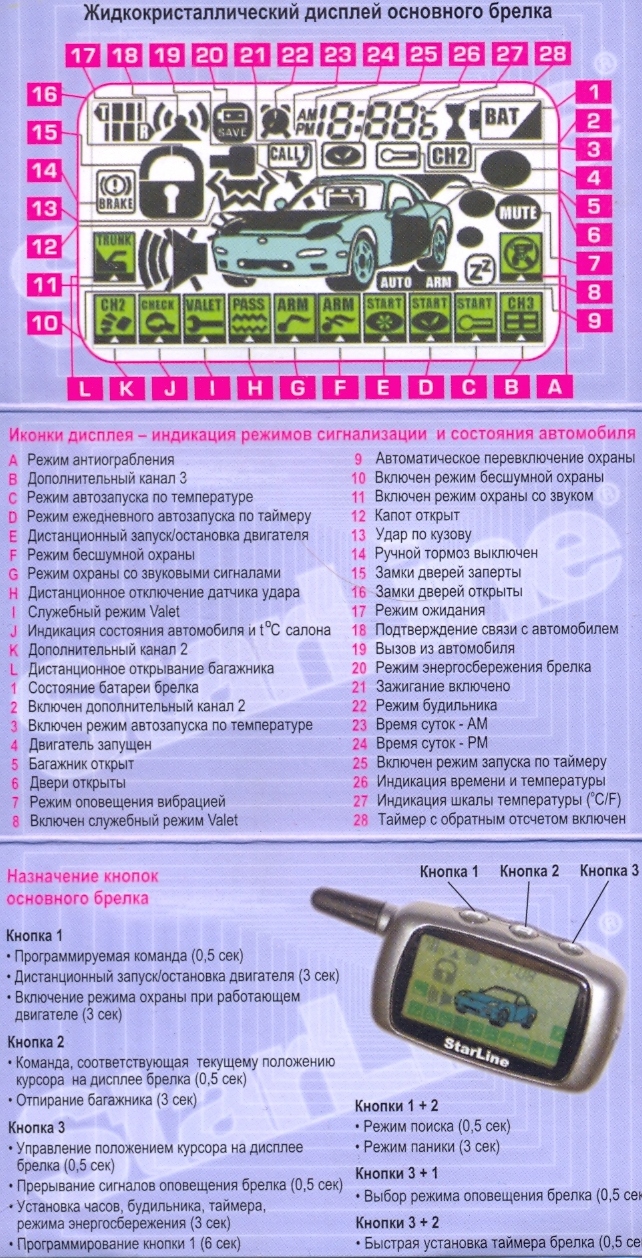 Жидкокристаллический дисплей основного брелка
17 18 19 20 21 22 23 24 25 26 27 28
16 1
15 2
14 3
13 4
12 5
11 6
10 7
8
9
R SAVE AM PM 18:88 °C BAT
CALL CH2
BRAKE MUTE
TRUNK AUTO ARM ZZ
CH2 CHECK VALET PASS ARM ARM START START START CH3
L K J I H G F E D C B A
Иконки дисплея – индикация режимов сигнализации и состояния автомобиля
A Режим антиограбления
B Дополнительный канал 3
C Режим автозапуска по температуре
D Режим ежедневного автозапуска по таймеру
E Дистанционный запуск/остановка двигателя
F Режим бесшумной охраны
G Режим охраны со звуковыми сигналами
H Дистанционное отключение датчика удара
I Служебный режим Valet
J Индикация состояния автомобиля и t°C салона
K Дополнительный канал 2
L Дистанционное открывание багажника
1 Состояние батареи брелка
2 Включен дополнительный канал 2
3 Включен режим автозапуска по температуре
4 Двигатель запущен
5 Багажник открыт
6 Двери открыты
7 Режим оповещения вибрацией
8 Включен служебный режим Valet
9 Автоматическое перевключение охраны
10 Включен режим бесшумной охраны
11 Включен режим охраны со звуком
12 Капот открыт
13 Удар по кузову
14 Ручной тормоз выключен
15 Замки дверей заперты
16 Замки дверей открыты
17 Режим ожидания
18 Подтверждение связи с автомобилем
19 Вызов из автомобиля
20 Режим энергосбережения брелка
21 Зажигание включено
22 Режим будильника
23 Время суток - AM
24 Время суток - PM
25 Включен режим запуска по таймеру
26 Индикация времени и температуры
27 Индикация шкалы температуры (°C/F)
28 Таймер с обратным отсчетом включен
Назначение кнопок
основного брелка
Кнопка 1
• Программируемая команда (0,5 сек)
• Дистанционный запуск/остановка двигателя (3 сек)
• Включение режима охраны при работающем
двигателе (3 сек)
Кнопка 2
• Команда, соответствующая текущему положению
курсора на дисплее брелка (0,5 сек)
• Отпирание багажника (3 сек)
Кнопка 3
• Управление положением курсора на дисплее
брелка (0,5 сек)
• Прерывание сигналов оповещения брелка (0,5 сек)
• Установка часов, будильника, таймера,
режима энергосбережения (3 сек)
• Программирование кнопки 1 (6 сек)
Кнопка 1 Кнопка 2 Кнопка 3
StarLine
Кнопки 1 + 2
• Режим поиска (0,5 сек)
• Режим паники (3 сек)
Кнопки 3 + 1
• Выбор режима оповещения брелка (0,5 сек
Кнопки 3 + 2
• Быстрая установка таймера брелка (0,5 се